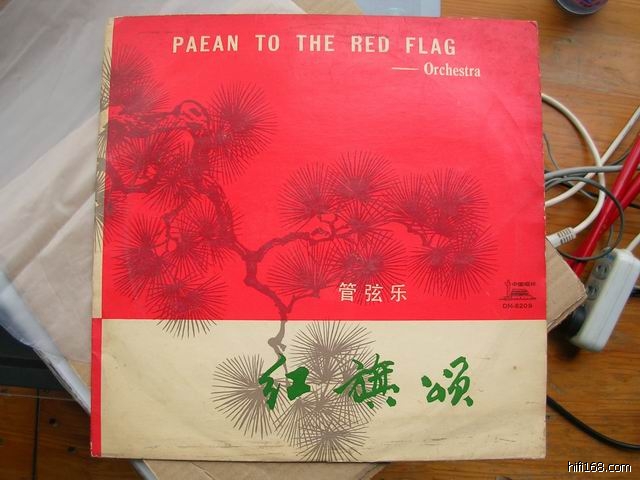 PAEAN TO THE RED FLAG
—— Orchestra
管弦乐
中国唱片
DM-6209
红旗颂
hifi168.com